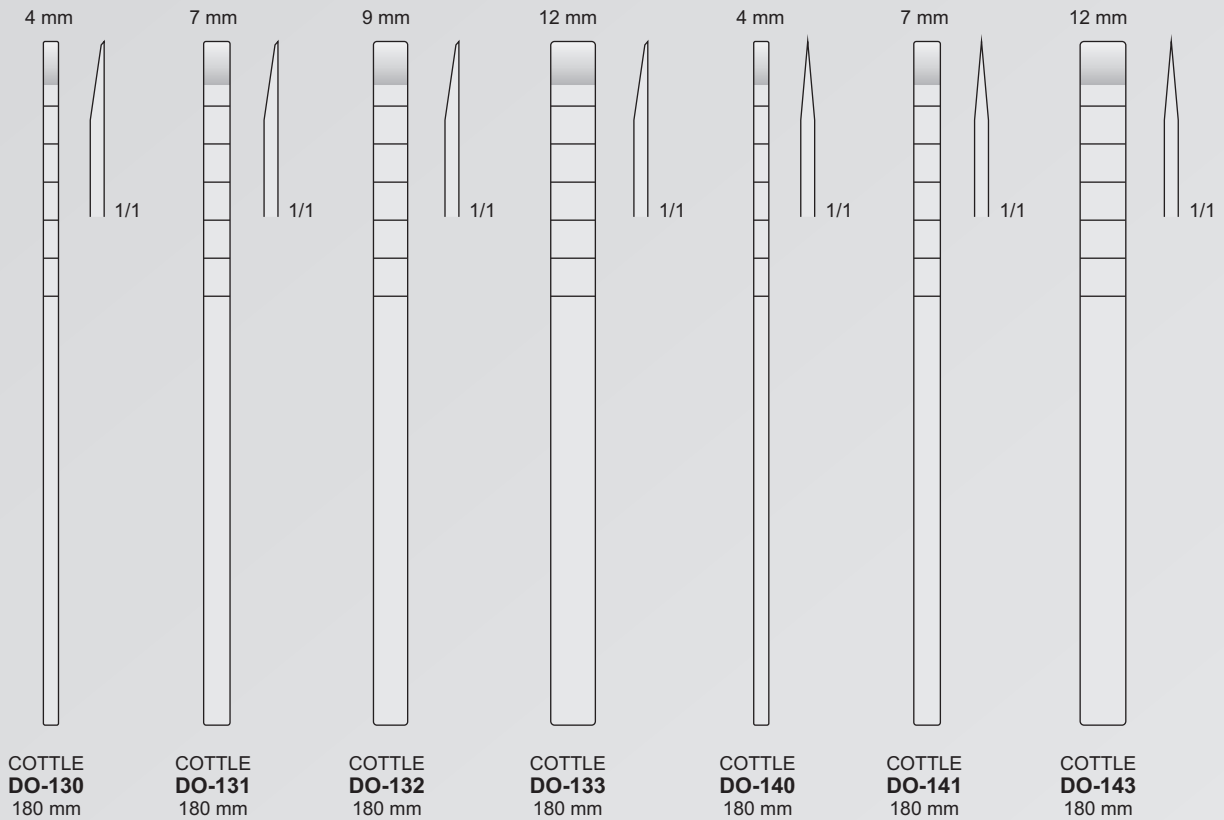 4 mm
7 mm
9 mm
12 mm
4 mm
7 mm
12 mm
1/1
1/1
1/1
1/1
1/1
1/1
1/1
COTTLE
DO-130
180 mm
COTTLE
DO-131
180 mm
COTTLE
DO-132
180 mm
COTTLE
DO-133
180 mm
COTTLE
DO-140
180 mm
COTTLE
DO-141
180 mm
COTTLE
DO-143
180 mm